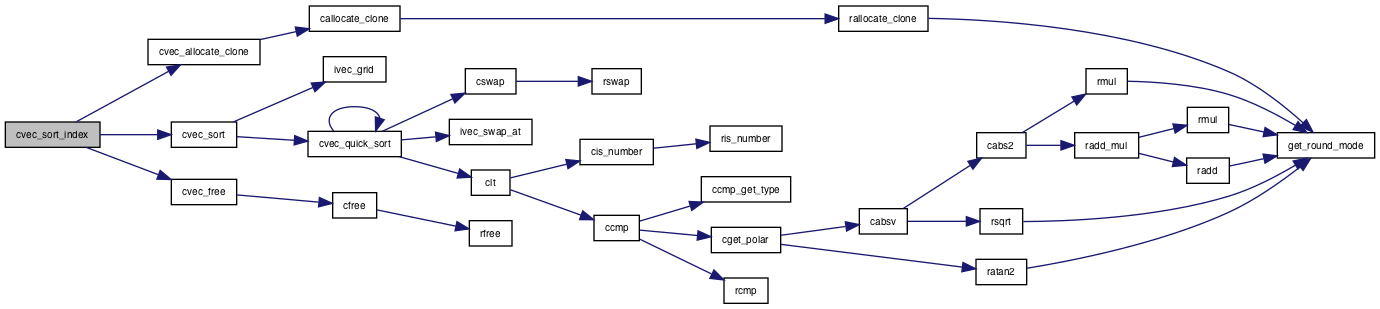 cvec_sort_index
cvec_allocate_clone
callocate_clone
rallocate_clone
get_round_mode
cvec_sort
ivec_grid
cvec_quick_sort
cswap
rswap
ivec_swap_at
clt
cis_number
ris_number
ccmp
ccmp_get_type
cget_polar
cabsv
cabs2
rmul
radd_mul
rmul
radd
rsqrt
ratan2
rcmp
cvec_free
cfree
rfree